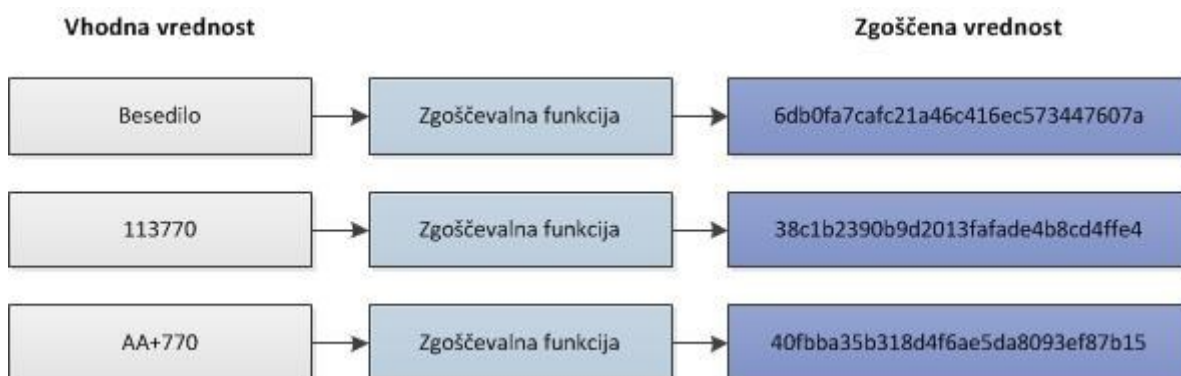 Vhodna vrednost Zgoščena vrednost
Besedilo Zgoščevalna funkcija 6db0fa7cafc21a46c416ec573447607a
113770 Zgoščevalna funkcija 38c1b2390b9d2013fafade4b8cd4ffe4
AA+770 Zgoščevalna funkcija 40fbba35b318d4f6ae5da8093ef87b15